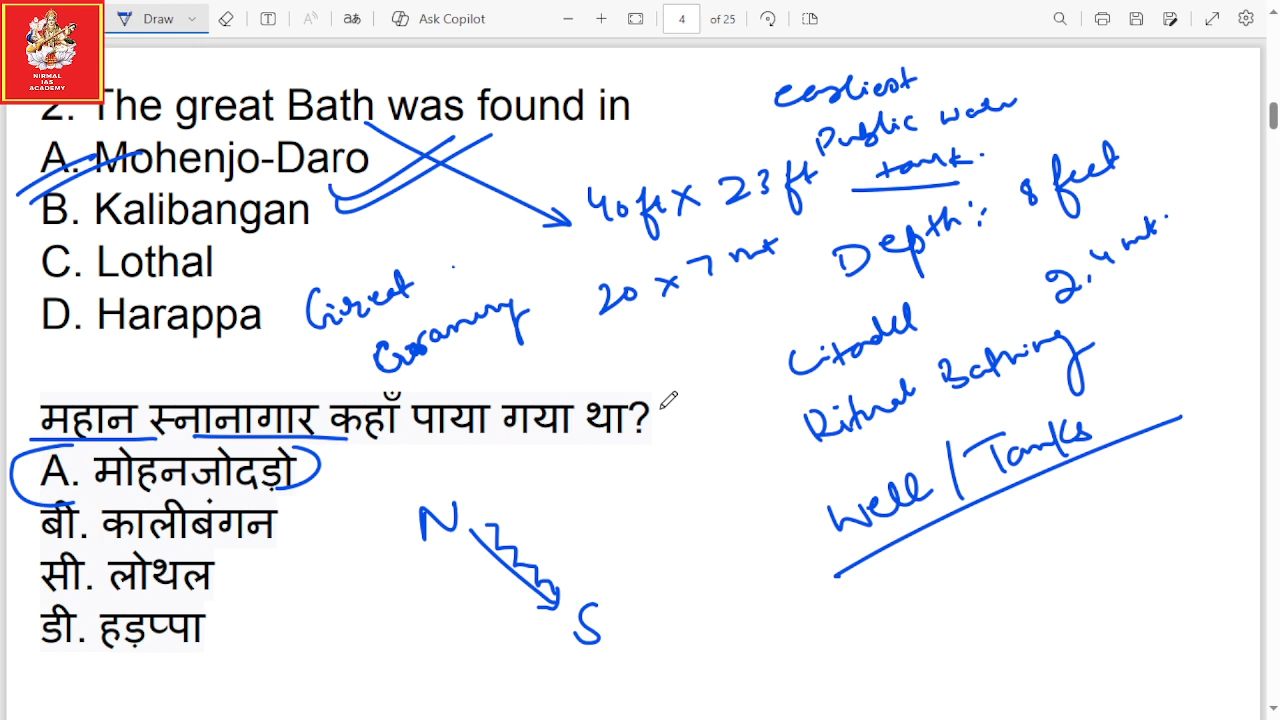 Draw
Ask Copilot
4 of 25
NIRMAL
IAS
ACADEMY
2. The great Bath was found in
A. Mohenjo-Daro
B. Kalibangan
C. Lothal
D. Harappa
earliest
Public water
tank.
40 ft X 23 ft
Depth: 8 feet
20 x 7 mt
2.4 mt.
Great
Granary
Citadel
Ritual Bathing
Well / Tanks
महान स्नानागार कहाँ पाया गया था?
A. मोहनजोदड़ो
बी. कालीबंगन
सी. लोथल
डी. हड़प्पा
N
S